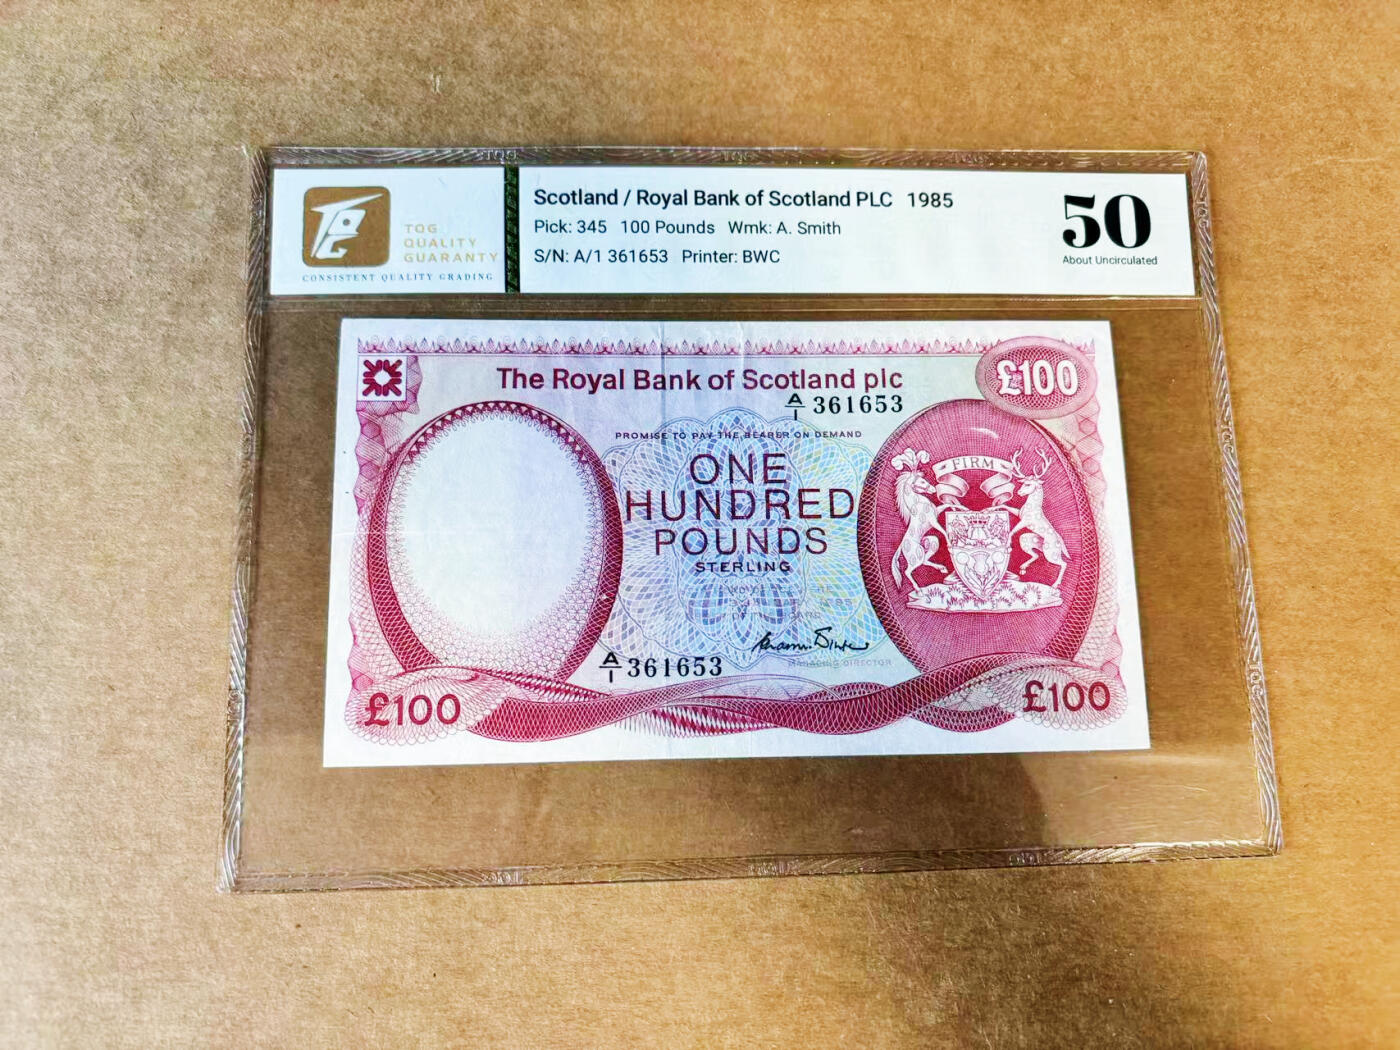 TQG
QUALITY
GUARANTY
CONSISTENT QUALITY GRADING
Scotland / Royal Bank of Scotland PLC 1985
Pick: 345 100 Pounds Wmk: A. Smith
S/N: A/1 361653 Printer: BWC
50
About Uncirculated
The Royal Bank of Scotland plc
£100
A/1 361653
PROMISE TO PAY THE BEARER ON DEMAND
ONE
HUNDRED
POUNDS
STERLING
FIRM
MANAGING DIRECTOR
A/1 361653
£100
£100